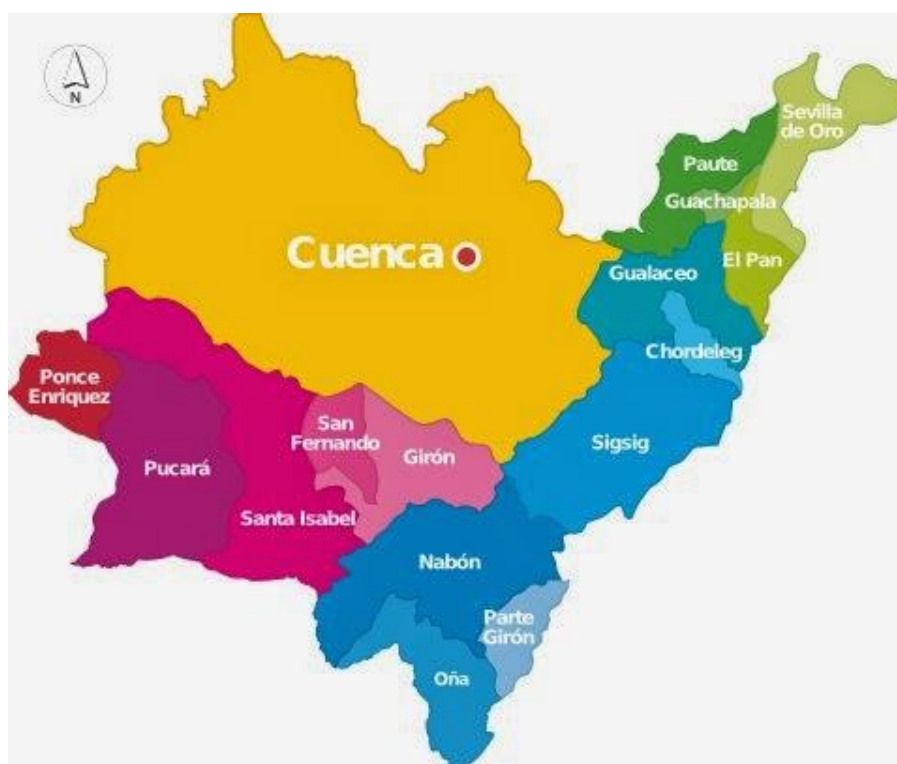 N
Sevilla
de Oro
Paute
Guachapala
Cuenca
El Pan
Gualaceo
Chordeleg
Ponce
Enriquez
San
Fernando
Girón
Sigsig
Pucará
Santa Isabel
Nabón
Parte
Girón
Oña